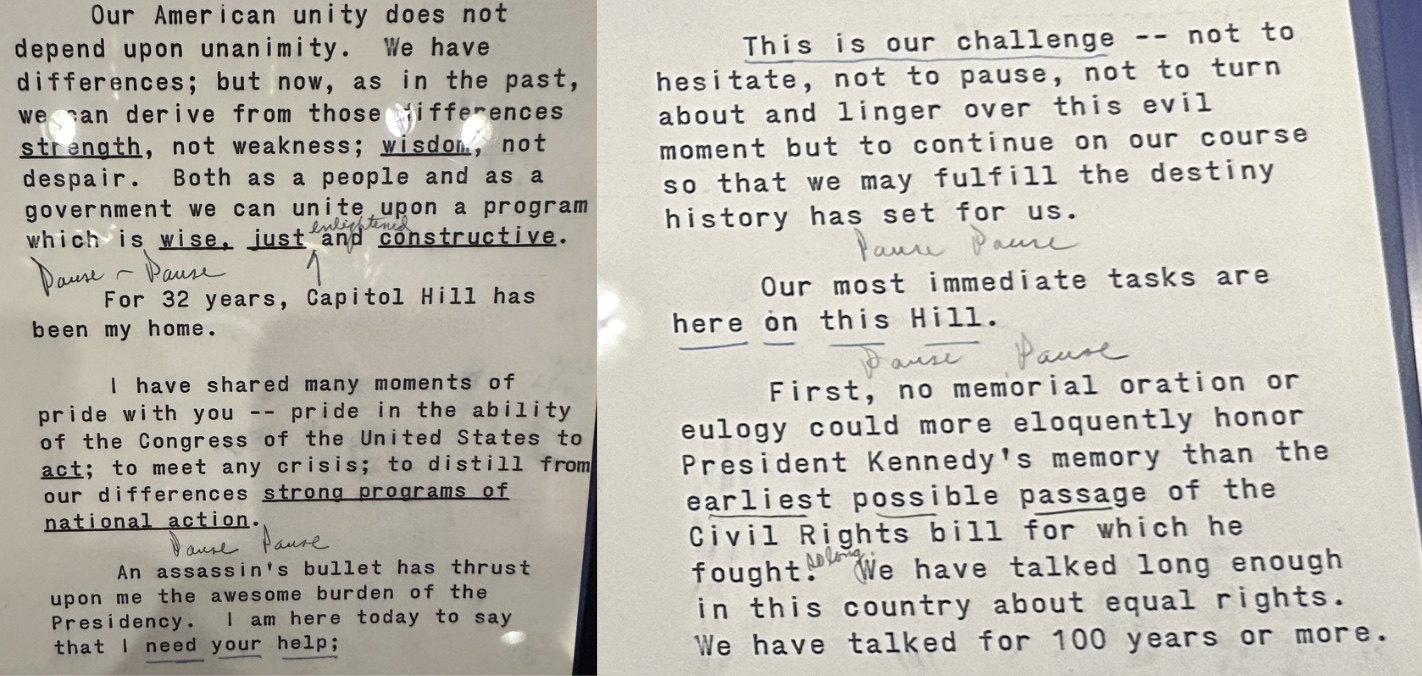 Our American unity does not
depend upon unanimity. We have
differences; but now, as in the past,
we can derive from those differences
strength, not weakness; wisdom, not
despair. Both as a people and as a
government we can unite upon a program
enlightened
which is wise, just and constructive.
Pause - Pause
For 32 years, Capitol Hill has
been my home.
I have shared many moments of
pride with you -- pride in the ability
of the Congress of the United States to
act; to meet any crisis; to distill from
our differences strong programs of
national action.
Pause Pause
An assassin's bullet has thrust
upon me the awesome burden of the
Presidency. I am here today to say
that I need your help;
This is our challenge -- not to
hesitate, not to pause, not to turn
about and linger over this evil
moment but to continue on our course
so that we may fulfill the destiny
history has set for us.
Pause Pause
Our most immediate tasks are
here on this Hill.
Pause Pause
First, no memorial oration or
eulogy could more eloquently honor
President Kennedy's memory than the
earliest possible passage of the
Civil Rights bill for which he
so long
fought. We have talked long enough
in this country about equal rights.
We have talked for 100 years or more.